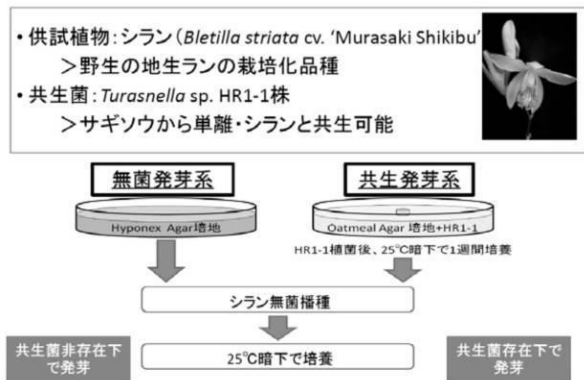 ・供試植物：シラン（Bletilla striata cv. ‘Murasaki Shikibu’
＞野生の地生ランの栽培化品種
・共生菌：Turasnella sp. HR1-1株
＞サギソウから単離・シランと共生可能
無菌発芽系
共生発芽系
Hyponex Agar培地
Oatmeal Agar 培地+HR1-1
HR1-1植菌後、25℃暗下で1週間培養
シラン無菌播種
共生菌非存在下
で発芽
25℃暗下で培養
共生菌存在下で
発芽